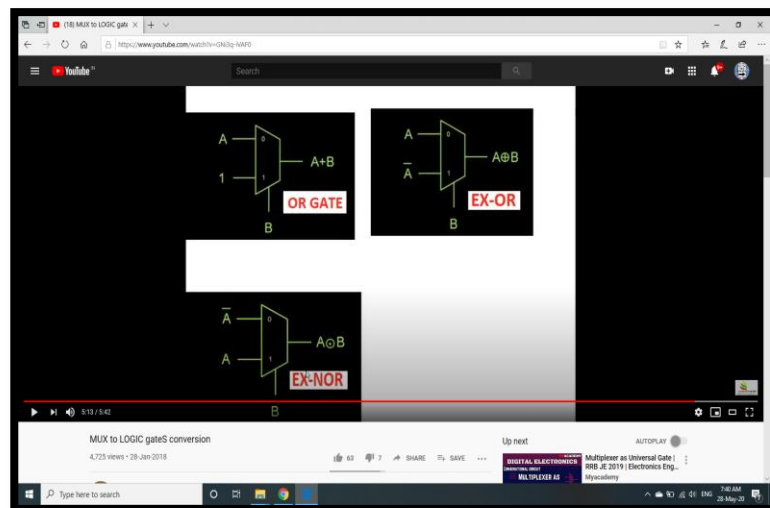 (18) MUX to LOGIC gate
https://www.youtube.com/watch?v=GNi3q-iVAF0
YouTube
Search
A
0
A+B
1
1
OR GATE
B
A
0
A⊕B
A̅
1
EX-OR
B
A̅
0
A⊙B
A
1
EX-NOR
B
5:13 / 5:42
MUX to LOGIC gateS conversion
4,725 views • 28-Jan-2018
63
7
SHARE
SAVE
Up next
AUTOPLAY
DIGITAL ELECTRONICS
MULTIPLEXER AS
Multiplexer as Universal Gate |
RRB JE 2019 | Electronics Eng...
Myacademy
Type here to search
ENG
7:40 AM
28-May-20